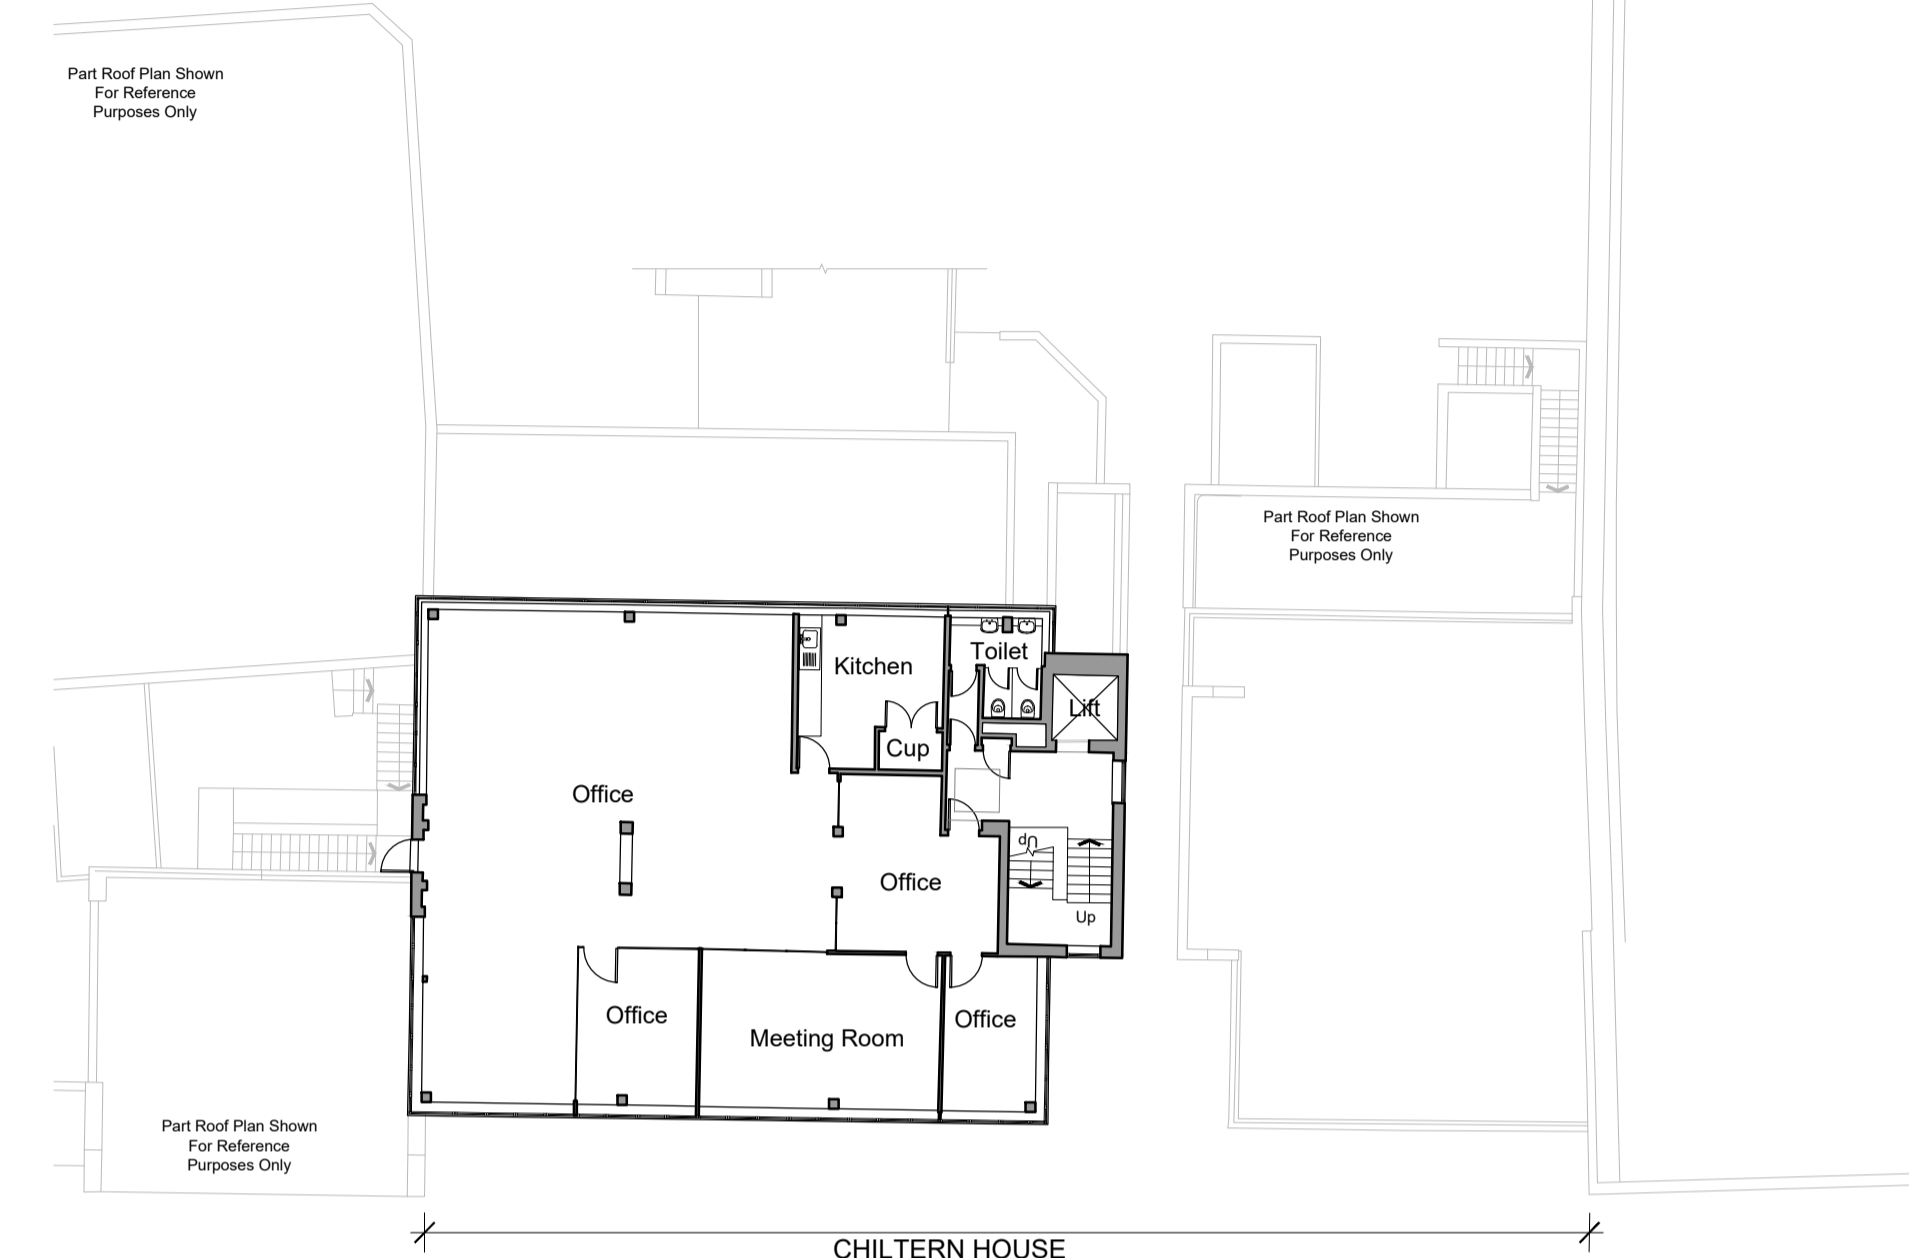 Part Roof Plan Shown
For Reference
Purposes Only
Part Roof Plan Shown
For Reference
Purposes Only
Toilet
Kitchen
Lift
Cup
Office
Up
Office
Up
Office
Meeting Room
Office
Part Roof Plan Shown
For Reference
Purposes Only
CHILTERN HOUSE